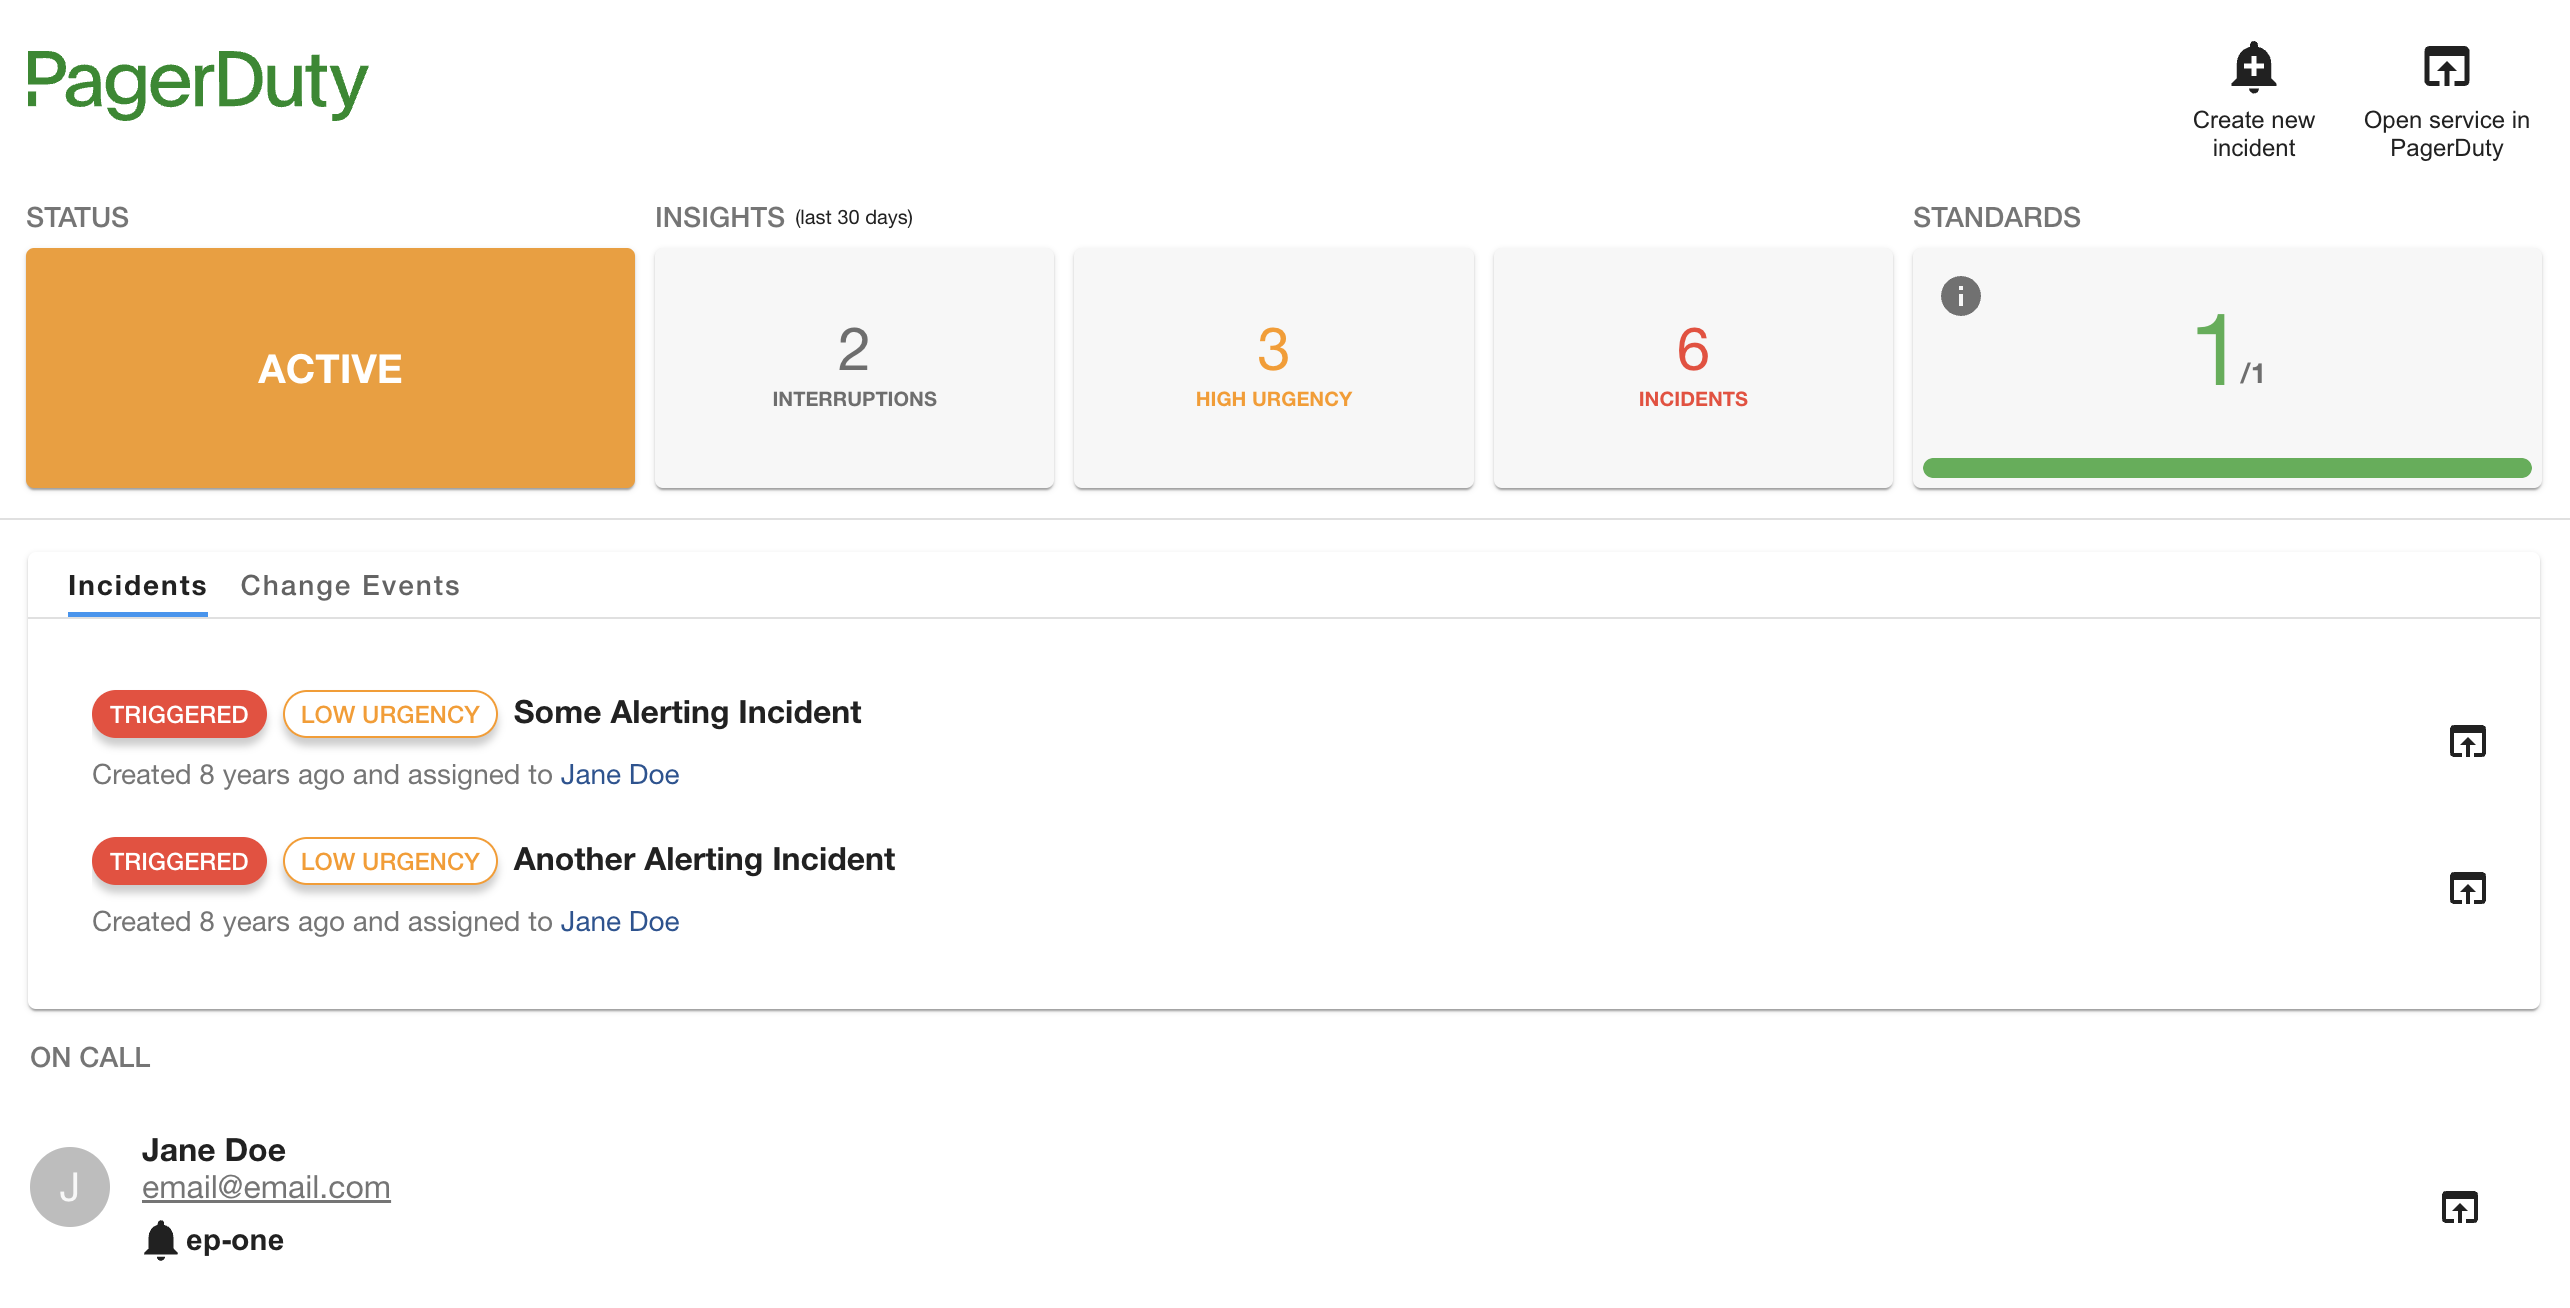 PagerDuty
Create new
incident
Open service in
PagerDuty
STATUS
INSIGHTS (last 30 days)
STANDARDS
ACTIVE
2
INTERRUPTIONS
3
HIGH URGENCY
6
INCIDENTS
i
1/1
Incidents Change Events
TRIGGERED LOW URGENCY Some Alerting Incident
Created 8 years ago and assigned to Jane Doe
TRIGGERED LOW URGENCY Another Alerting Incident
Created 8 years ago and assigned to Jane Doe
ON CALL
J
Jane Doe
email@email.com
ep-one